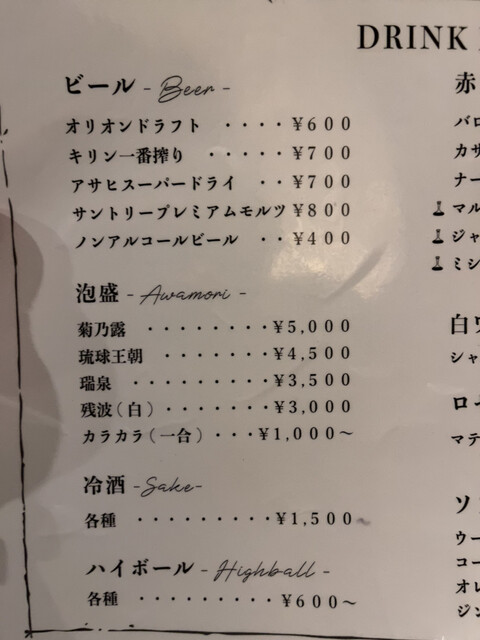 DRINK
ビール - Beer -
オリオンドラフト ････¥600
キリン一番搾り ･････¥700
アサヒスーパードライ ･･¥700
サントリープレミアムモルツ¥800
ノンアルコールビール ･･¥400
泡盛 - Awamori -
菊乃露 ････････¥5,000
琉球王朝 ･･･････¥4,500
瑞泉 ･････････¥3,500
残波(白) ･･･････¥3,000
カラカラ(一合) ･･･¥1,000～
冷酒 -Sake-
各種 ･････････¥1,500～
ハイボール - Highball -
各種 ･････････¥600～
赤
バロ
カサ
ナー
マル
ジャ
ミシ
白ワ
シャ
ロー
マテ
ソ
ウー
コー
オレ
ジン